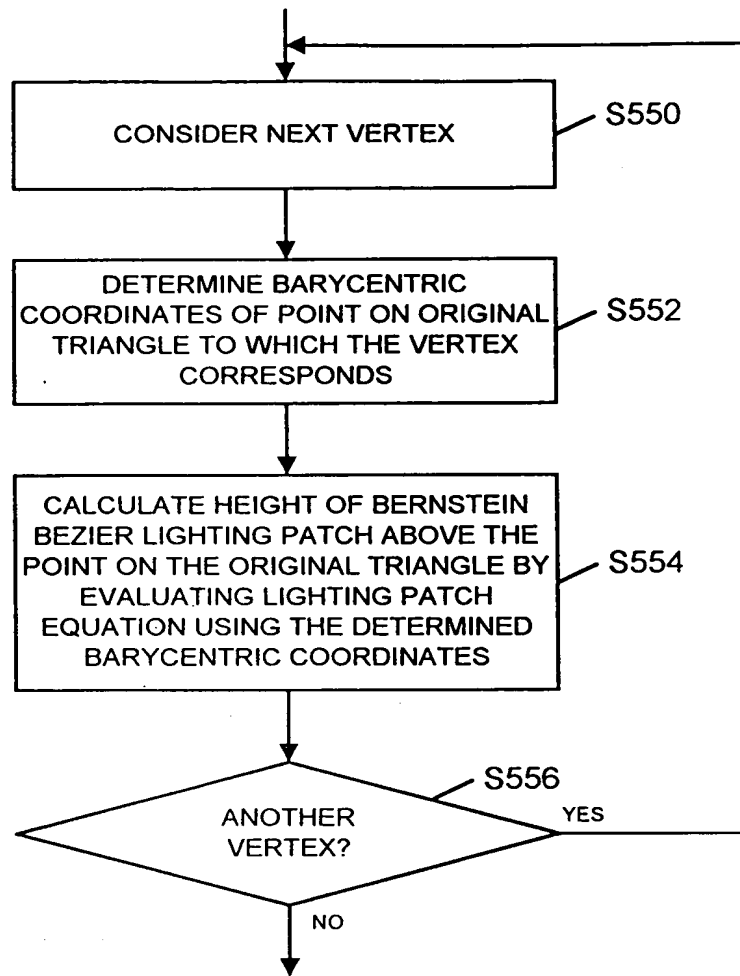 CONSIDER NEXT VERTEX
S550
DETERMINE BARYCENTRIC
COORDINATES OF POINT ON ORIGINAL
TRIANGLE TO WHICH THE VERTEX
CORRESPONDS
S552
CALCULATE HEIGHT OF BERNSTEIN
BEZIER LIGHTING PATCH ABOVE THE
POINT ON THE ORIGINAL TRIANGLE BY
EVALUATING LIGHTING PATCH
EQUATION USING THE DETERMINED
BARYCENTRIC COORDINATES
S554
S556
ANOTHER
VERTEX?
YES
NO